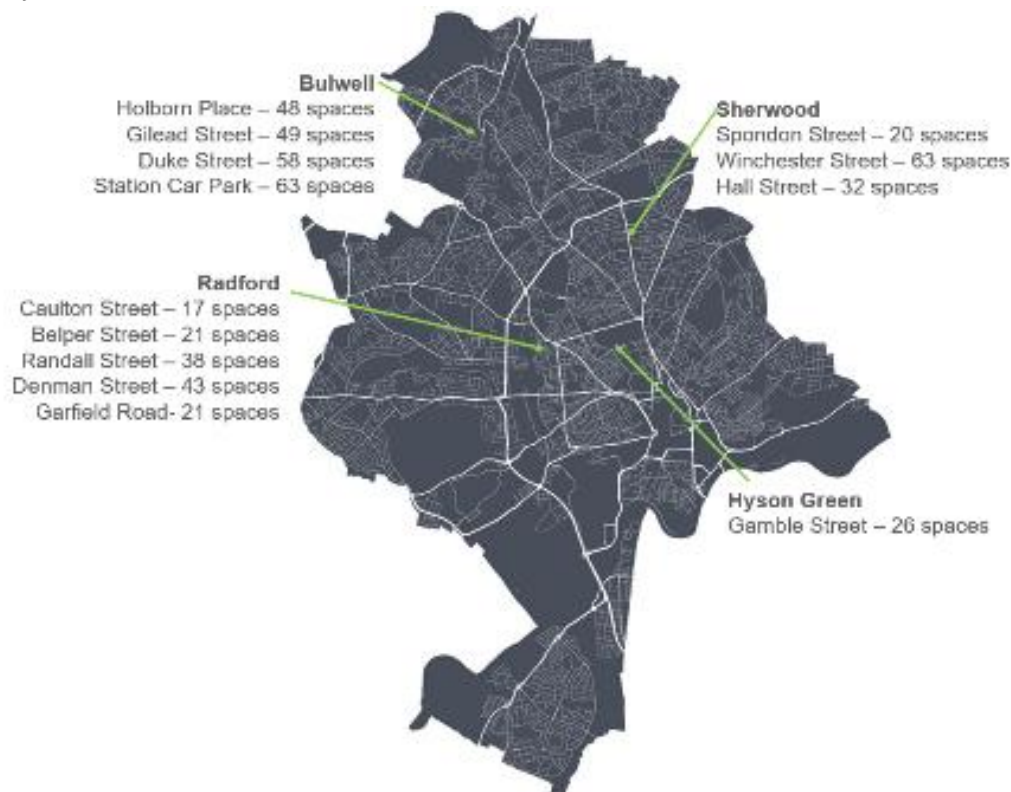 Bulwell
Holborn Place – 48 spaces
Gilead Street – 49 spaces
Duke Street – 58 spaces
Station Car Park – 63 spaces
Sherwood
Spondon Street – 20 spaces
Winchester Street – 63 spaces
Hall Street – 32 spaces
Radford
Caulton Street – 17 spaces
Belper Street – 21 spaces
Randall Street – 38 spaces
Denman Street – 43 spaces
Garfield Road- 21 spaces
Hyson Green
Gamble Street – 26 spaces